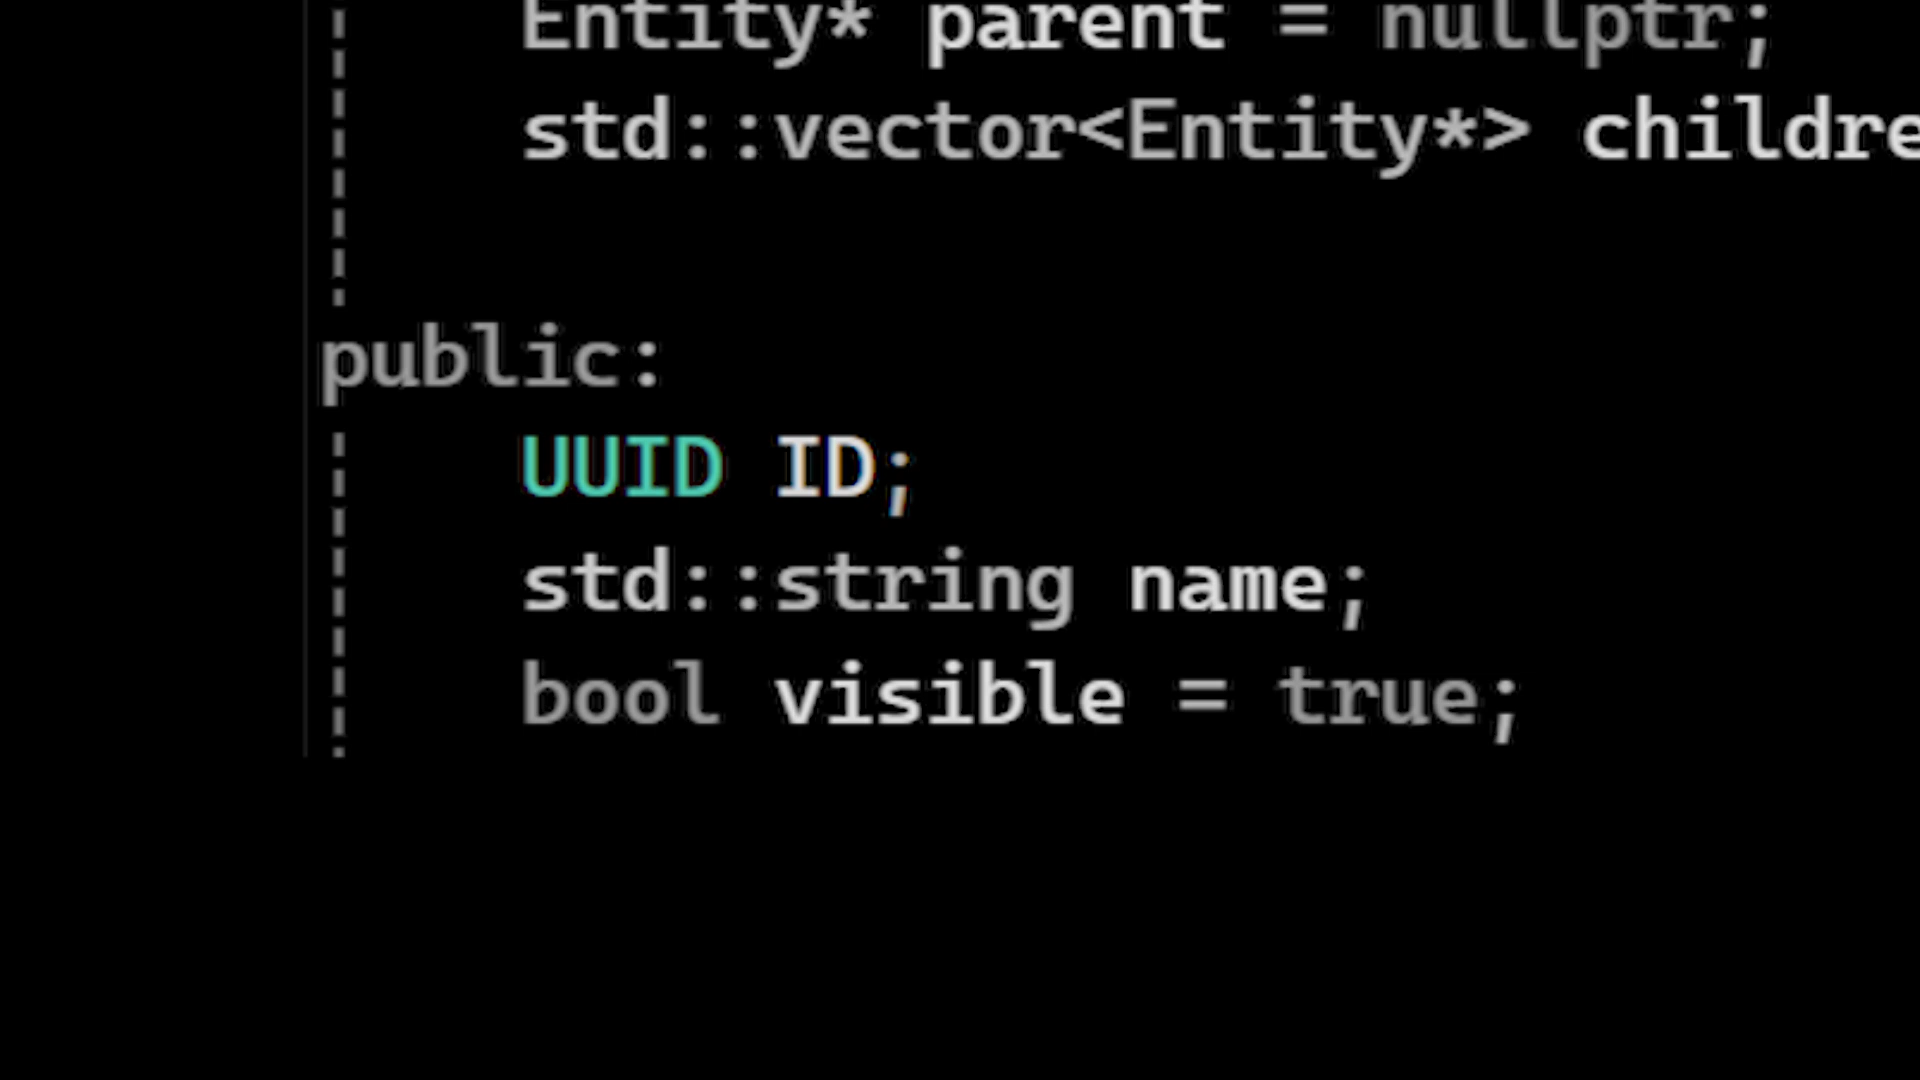 Entity* parent = nullptr;
std::vector<Entity*> childre
public:
UUID ID;
std::string name;
bool visible = true;